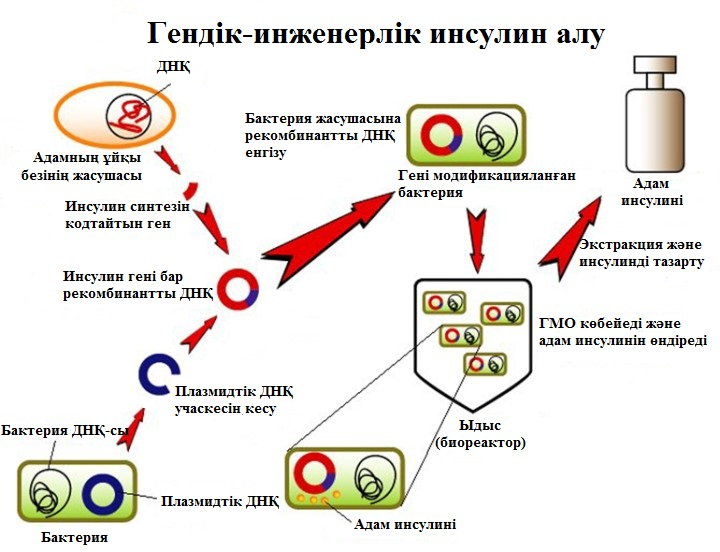 Гендік-инженерлік инсулин алу
ДНҚ
Адамның ұйқы
безінің жасушасы
Инсулин синтезін
кодтайтын ген
Инсулин гені бар
рекомбинантты ДНҚ
Плазмидтік ДНҚ
учаскесін кесу
Бактерия ДНҚ-сы
Плазмидтік ДНҚ
Бактерия
Бактерия жасушасына
рекомбинантты ДНҚ
енгізу
Гені модификацияланған
бактерия
ГМО көбейеді және
адам инсулинін өндіреді
Ыдыс
(биореактор)
Адам инсулині
Экстракция және
инсулинді тазарту
Адам
инсулині